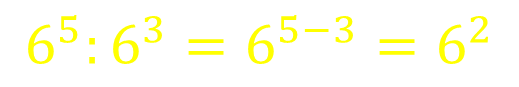 6⁵:6³ = 6⁵⁻³ = 6²